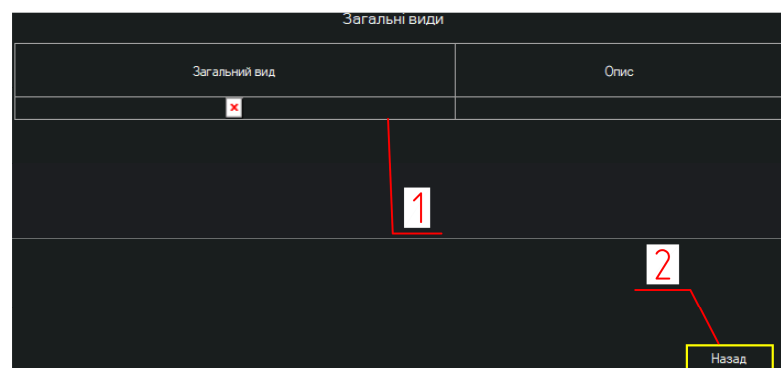 Загальні види
Загальний вид Опис
1
2
Назад